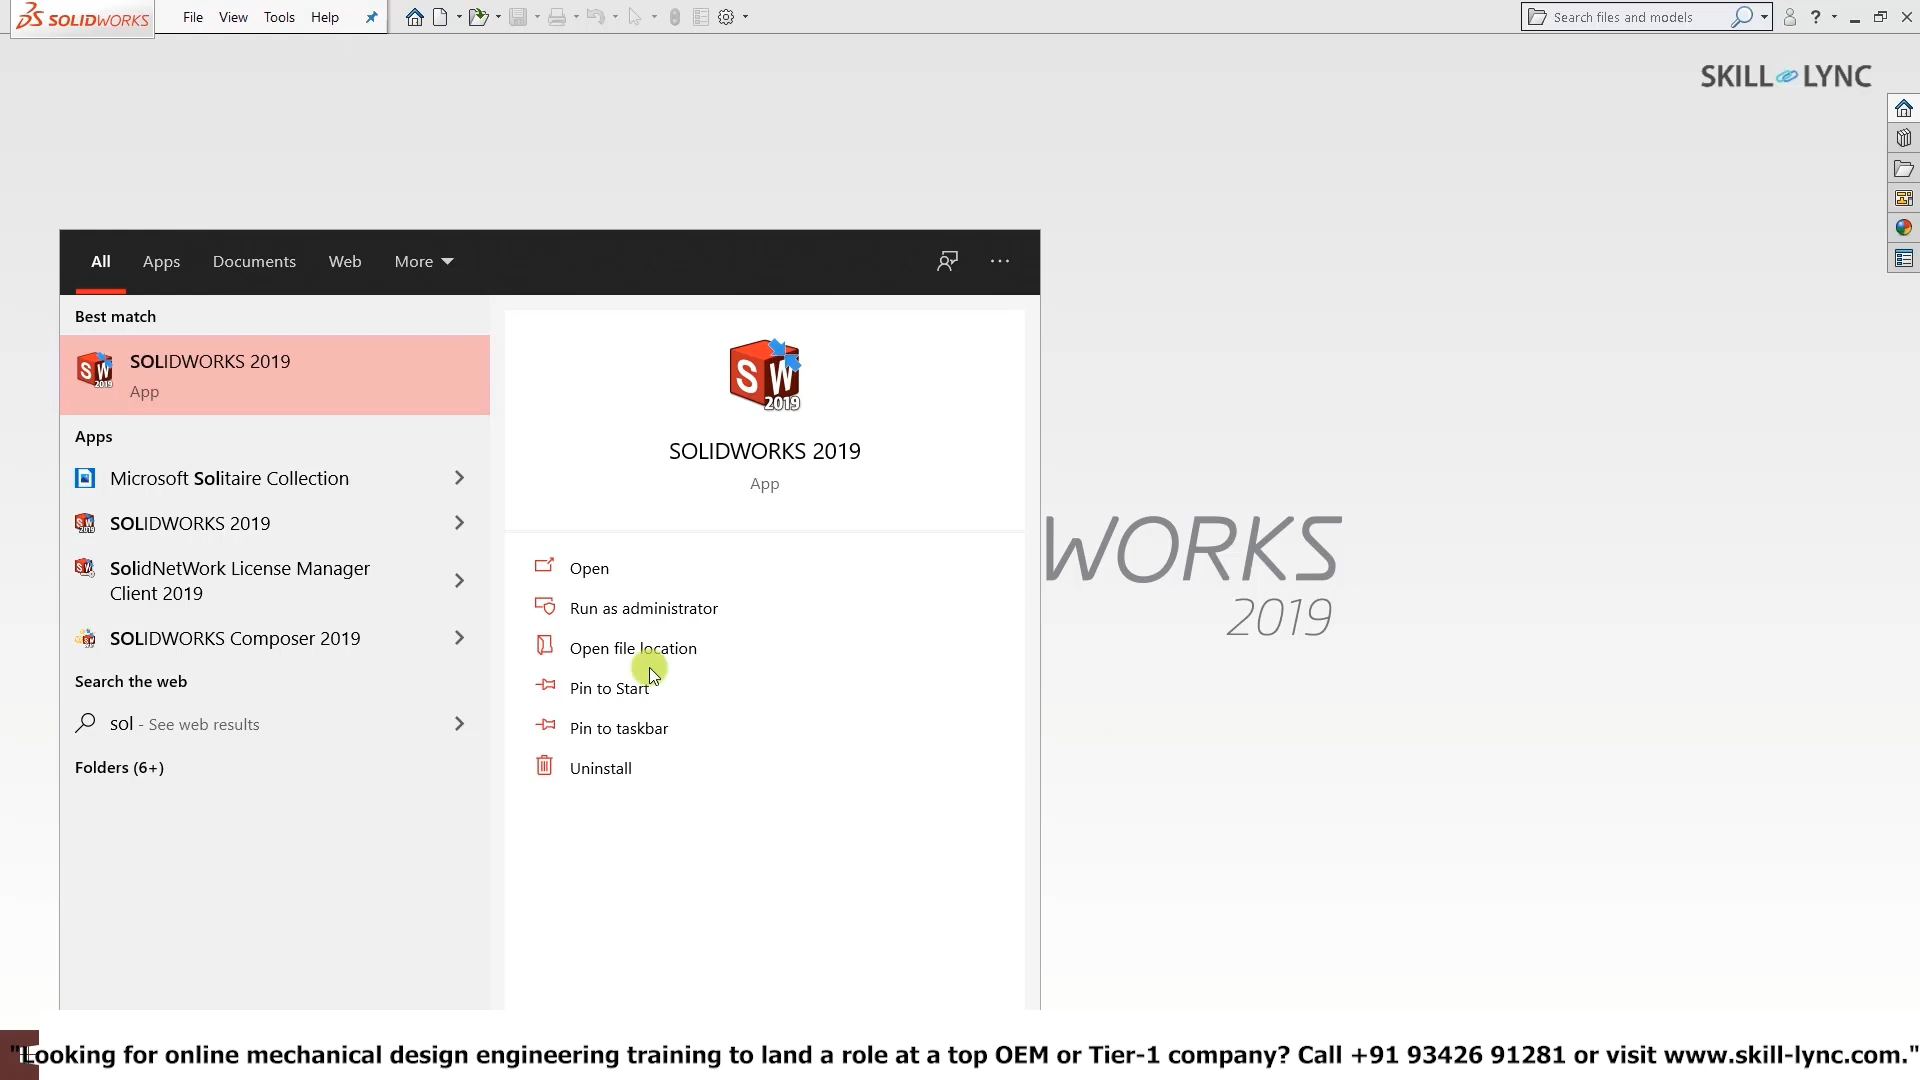 SOLIDWORKS
File View Tools Help
Search files and models
?
SKILL LYNC
All Apps Documents Web More
Best match
SOLIDWORKS 2019
App
Apps
Microsoft Solitaire Collection
SOLIDWORKS 2019
SolidNetWork License Manager
Client 2019
SOLIDWORKS Composer 2019
Search the web
sol - See web results
Folders (6+)
SW
2019
SOLIDWORKS 2019
App
Open
Run as administrator
Open file location
Pin to Start
Pin to taskbar
Uninstall
WORKS
2019
"Looking for online mechanical design engineering training to land a role at a top OEM or Tier-1 company? Call +91 93426 91281 or visit www.skill-lync.com."